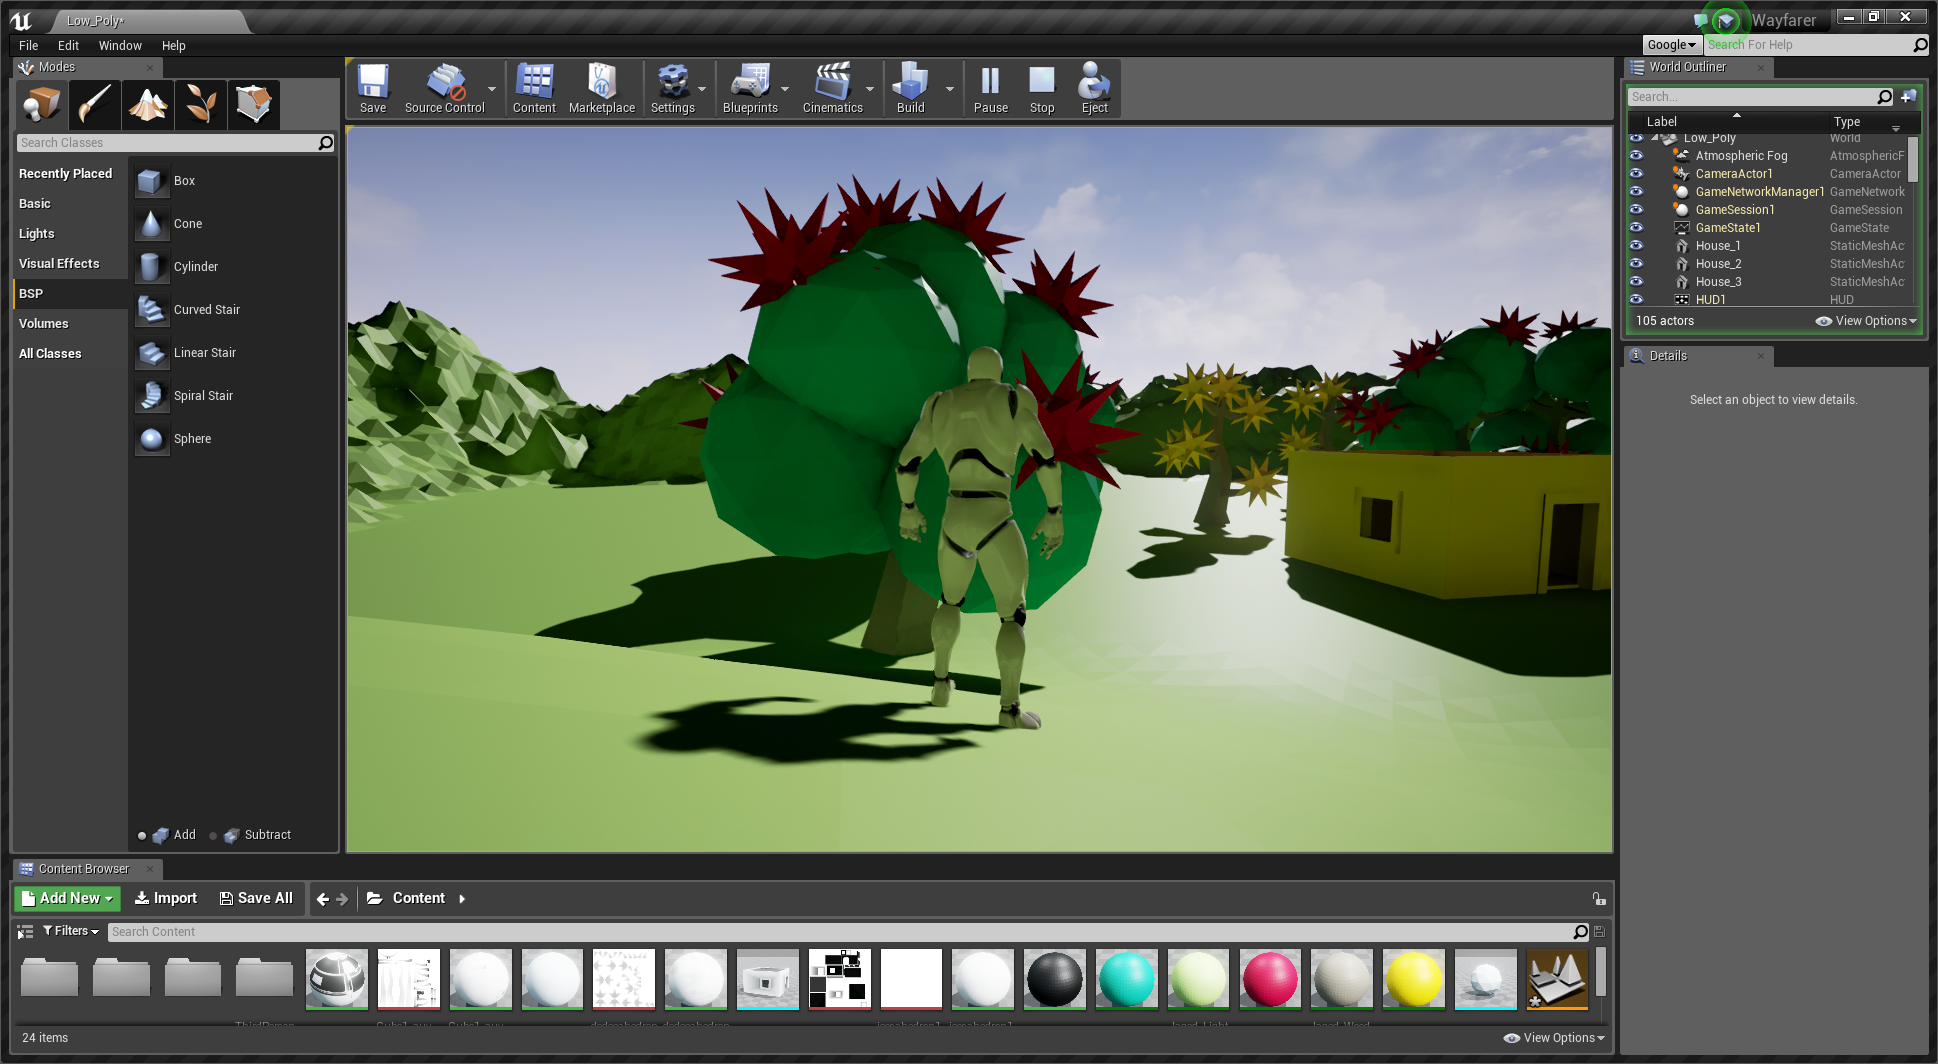 Low_Poly*
Wayfarer
File Edit Window Help
Google Search For Help
Modes
Search Classes
Recently Placed
Basic
Lights
Visual Effects
BSP
Volumes
All Classes
Box
Cone
Cylinder
Curved Stair
Linear Stair
Spiral Stair
Sphere
Add Subtract
Save Source Control Content Marketplace Settings Blueprints Cinematics Build Pause Stop Eject
World Outliner
Search...
Label Type
Low_Poly World
Atmospheric Fog AtmosphericF
CameraActor1 CameraActor
GameNetworkManager1 GameNetwork
GameSession1 GameSession
GameState1 GameState
House_1 StaticMeshAc
House_2 StaticMeshAc
House_3 StaticMeshAc
HUD1 HUD
105 actors View Options
Details
Select an object to view details.
Content Browser
Add New Import Save All Content
Filters Search Content
24 items View Options